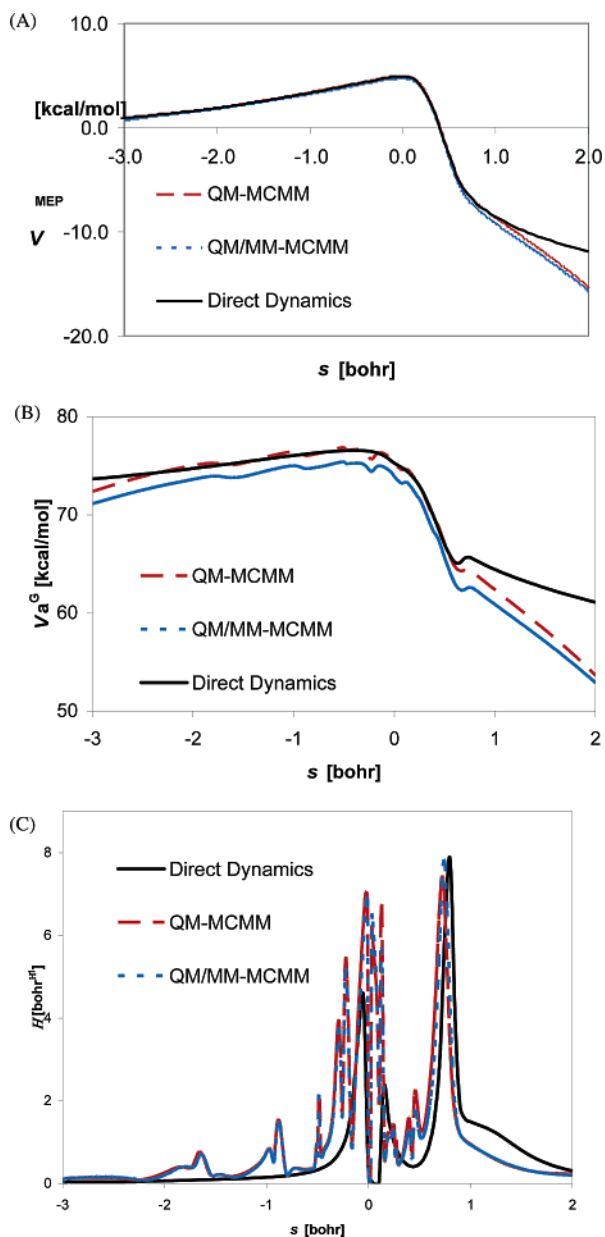 (A)
10.0
[kcal/mol]
0.0
-3.0 -2.0 -1.0 0.0 1.0 2.0
MEP
V
QM-MCMM
-10.0
QM/MM-MCMM
Direct Dynamics
-20.0
s [bohr]
(B)
80
70
60
50
VaG [kcal/mol]
QM-MCMM
QM/MM-MCMM
Direct Dynamics
-3 -2 -1 0 1 2
s [bohr]
(C)
8
6
4
2
0
Direct Dynamics
QM-MCMM
QM/MM-MCMM
-3 -2 -1 0 1 2
s [bohr]